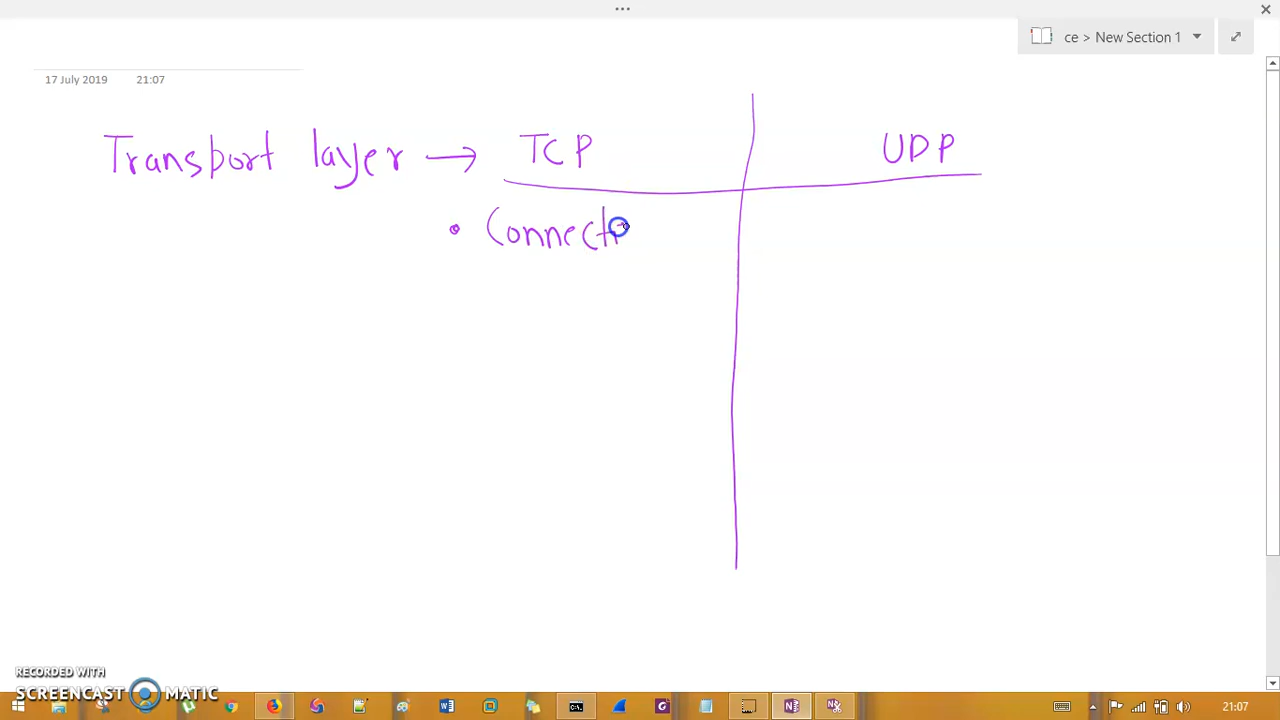 ce > New Section 1
17 July 2019 21:07
Transport layer → TCP UDP
• Connecti
RECORDED WITH
SCREENCAST MATIC
21:07